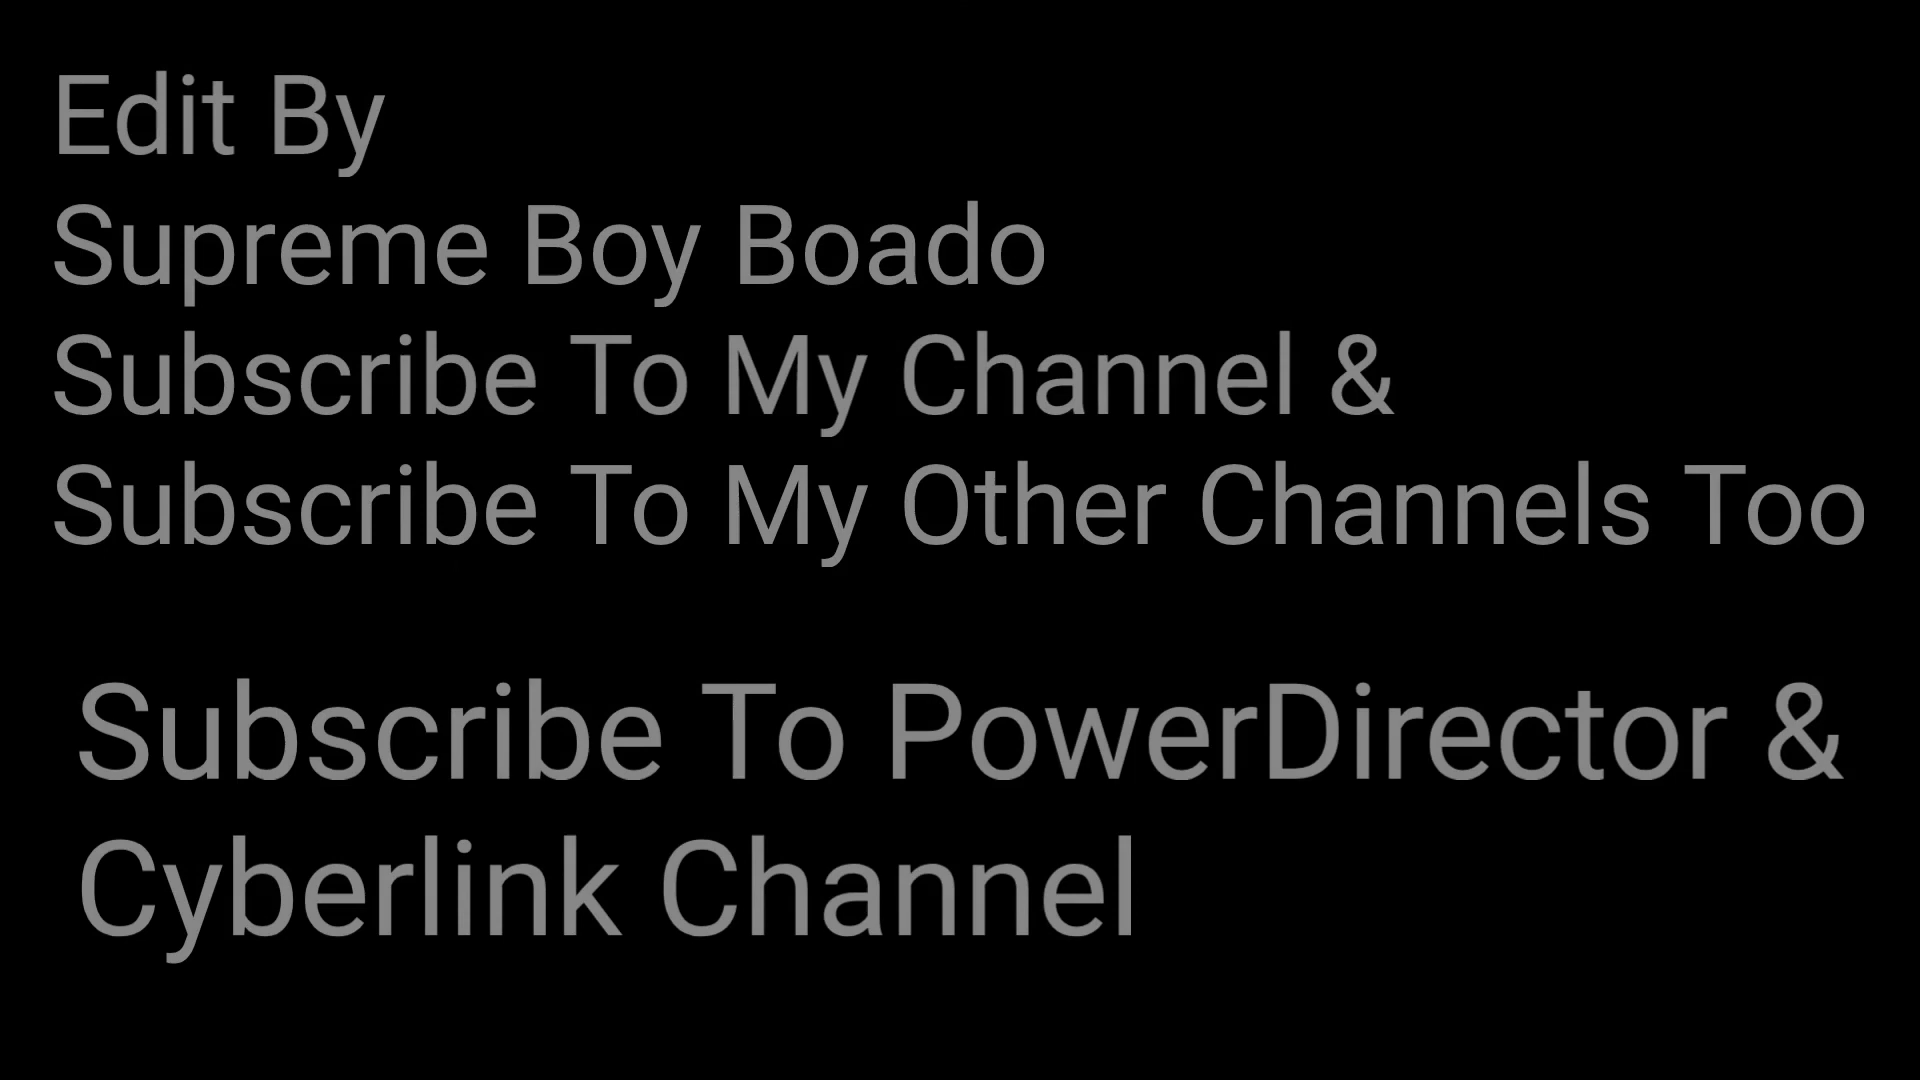 Edit By
Supreme Boy Boado
Subscribe To My Channel &
Subscribe To My Other Channels Too
Subscribe To PowerDirector &
Cyberlink Channel